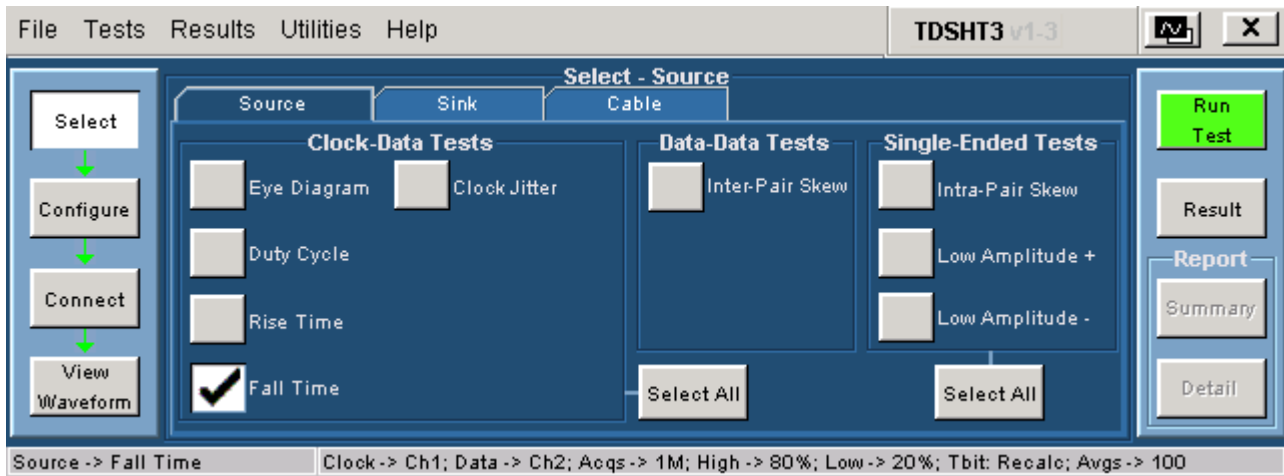 File Tests Results Utilities Help TDSHT3 v1-3
Select - Source
Select
Configure
Connect
View
Waveform
Source Sink Cable
Clock-Data Tests
Eye Diagram Clock Jitter
Duty Cycle
Rise Time
Fall Time
Data-Data Tests
Inter-Pair Skew
Select All
Single-Ended Tests
Intra-Pair Skew
Low Amplitude +
Low Amplitude -
Select All
Run
Test
Result
Report
Summary
Detail
Source -> Fall Time Clock -> Ch1; Data -> Ch2; Acqs -> 1M; High -> 80%; Low -> 20%; Tbit: Recalc; Avgs -> 100